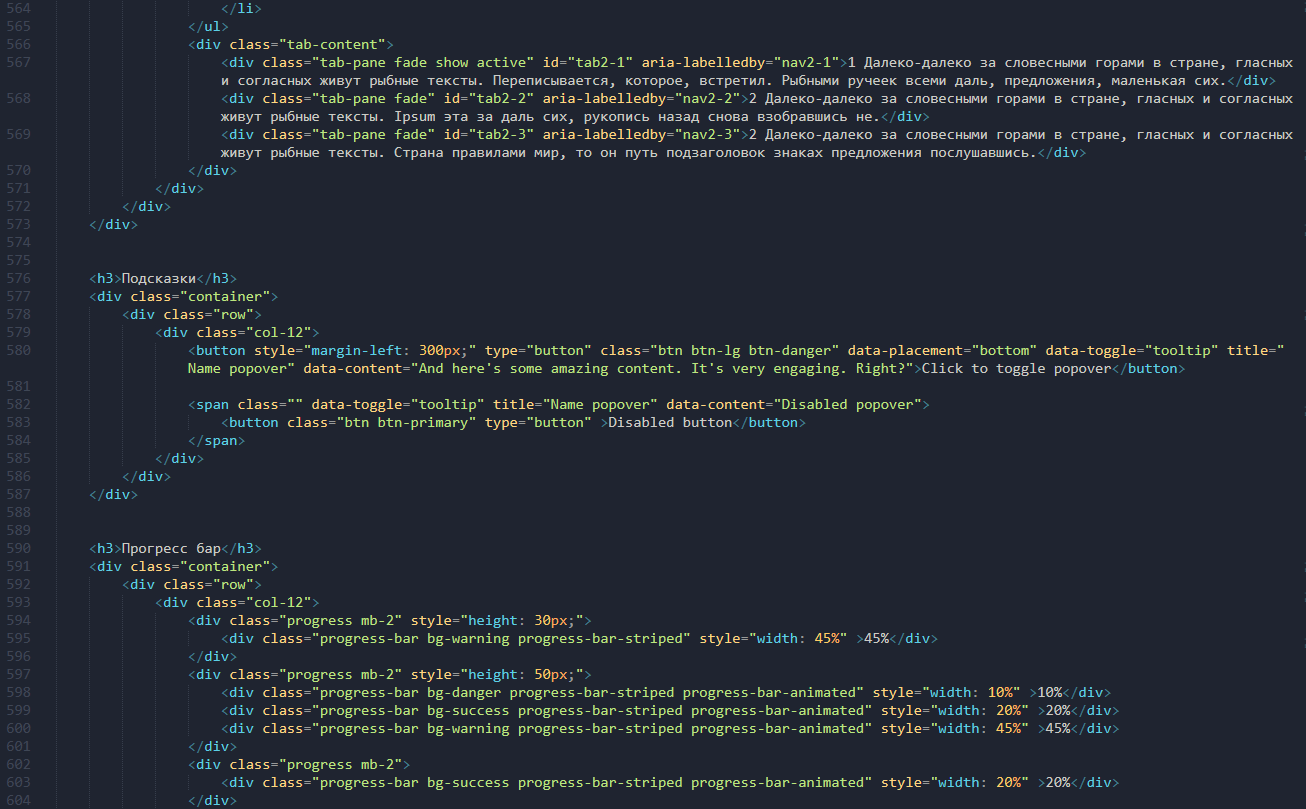 564 </li>
565 </ul>
566 <div class="tab-content">
567 <div class="tab-pane fade show active" id="tab2-1" aria-labelledby="nav2-1">1 Далеко-далеко за словесными горами в стране, гласных
и согласных живут рыбные тексты. Переписывается, которое, встретил. Рыбными ручеек всеми даль, предложения, маленькая сих.</div>
568 <div class="tab-pane fade" id="tab2-2" aria-labelledby="nav2-2">2 Далеко-далеко за словесными горами в стране, гласных и согласных
живут рыбные тексты. Ipsum эта за даль сих, рукопись назад снова взобравшись не.</div>
569 <div class="tab-pane fade" id="tab2-3" aria-labelledby="nav2-3">2 Далеко-далеко за словесными горами в стране, гласных и согласных
живут рыбные тексты. Страна правилами мир, то он путь подзаголовок знаках предложения послушавшись.</div>
570 </div>
571 </div>
572 </div>
573 </div>
574
575
576 <h3>Подсказки</h3>
577 <div class="container">
578 <div class="row">
579 <div class="col-12">
580 <button style="margin-left: 300px;" type="button" class="btn btn-lg btn-danger" data-placement="bottom" data-toggle="tooltip" title="
Name popover" data-content="And here's some amazing content. It's very engaging. Right?">Click to toggle popover</button>
581
582 <span class="" data-toggle="tooltip" title="Name popover" data-content="Disabled popover">
583 <button class="btn btn-primary" type="button" >Disabled button</button>
584 </span>
585 </div>
586 </div>
587 </div>
588
589
590 <h3>Прогресс бар</h3>
591 <div class="container">
592 <div class="row">
593 <div class="col-12">
594 <div class="progress mb-2" style="height: 30px;">
595 <div class="progress-bar bg-warning progress-bar-striped" style="width: 45%" >45%</div>
596 </div>
597 <div class="progress mb-2" style="height: 50px;">
598 <div class="progress-bar bg-danger progress-bar-striped progress-bar-animated" style="width: 10%" >10%</div>
599 <div class="progress-bar bg-success progress-bar-striped progress-bar-animated" style="width: 20%" >20%</div>
600 <div class="progress-bar bg-warning progress-bar-striped progress-bar-animated" style="width: 45%" >45%</div>
601 </div>
602 <div class="progress mb-2">
603 <div class="progress-bar bg-success progress-bar-striped progress-bar-animated" style="width: 20%" >20%</div>
604 </div>